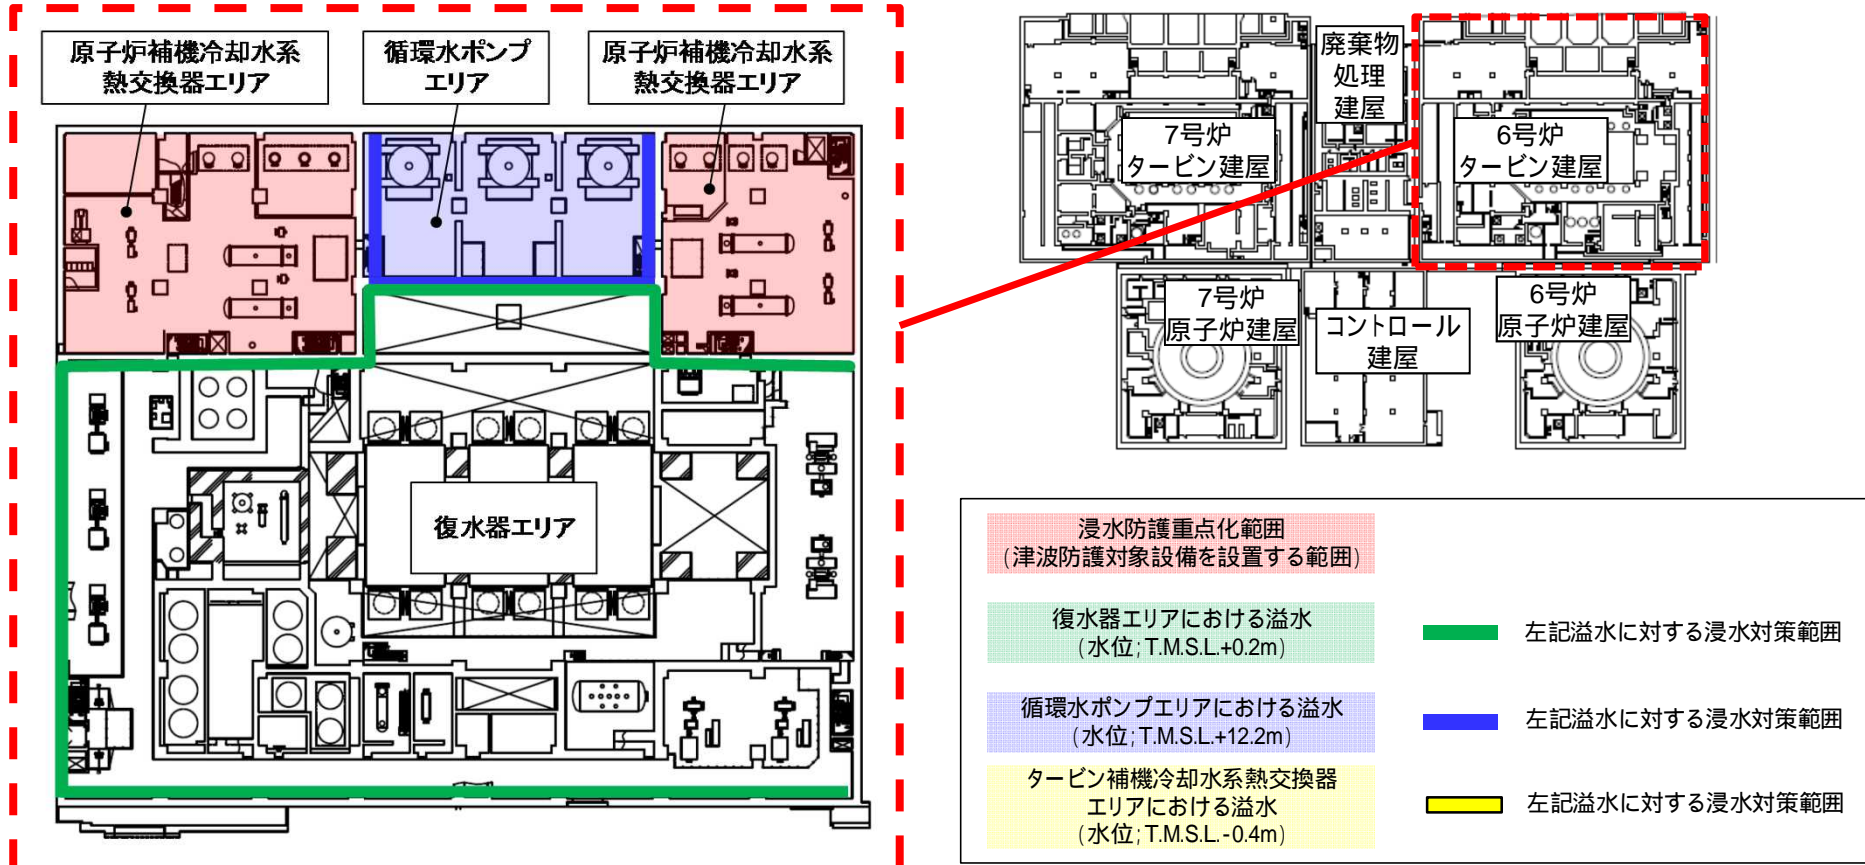 原子炉補機冷却水系
熱交換器エリア
循環水ポンプ
エリア
原子炉補機冷却水系
熱交換器エリア
復水器エリア
廃棄物
処理
建屋
7号炉
タービン建屋
6号炉
タービン建屋
7号炉
原子炉建屋
コントロール
建屋
6号炉
原子炉建屋
浸水防護重点化範囲
(津波防護対象設備を設置する範囲)
復水器エリアにおける溢水
(水位;T.M.S.L.+0.2m)
左記溢水に対する浸水対策範囲
循環水ポンプエリアにおける溢水
(水位;T.M.S.L.+12.2m)
左記溢水に対する浸水対策範囲
タービン補機冷却水系熱交換器
エリアにおける溢水
(水位;T.M.S.L.-0.4m)
左記溢水に対する浸水対策範囲